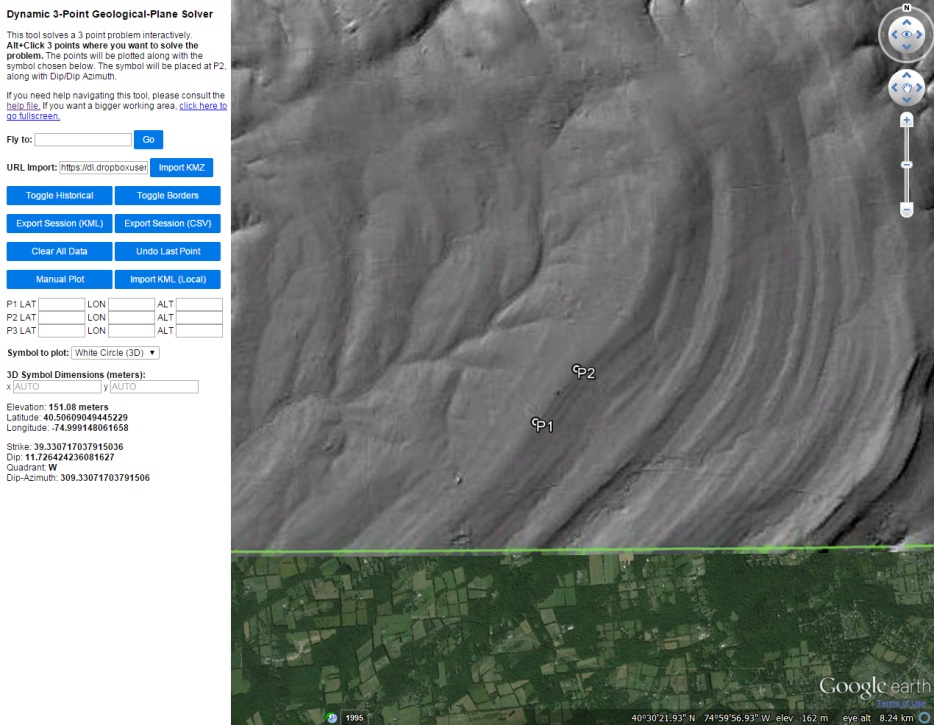 Dynamic 3-Point Geological-Plane Solver
This tool solves a 3 point problem interactively.
Alt+Click 3 points where you want to solve the
problem. The points will be plotted along with the
symbol chosen below. The symbol will be placed at P2,
along with Dip/Dip Azimuth.
If you need help navigating this tool, please consult the
help file. If you want a bigger working area, click here to
go fullscreen.
Fly to: Go
URL Import: https://dl.dropboxuser Import KMZ
Toggle Historical Toggle Borders
Export Session (KML) Export Session (CSV)
Clear All Data Undo Last Point
Manual Plot Import KML (Local)
P1 LAT LON ALT
P2 LAT LON ALT
P3 LAT LON ALT
Symbol to plot: White Circle (3D)
3D Symbol Dimensions (meters):
x AUTO y AUTO
Elevation: 151.08 meters
Latitude: 40.50609049445229
Longitude: -74.999148061658
Strike: 39.330717037915036
Dip: 11.726424236081627
Quadrant: W
Dip-Azimuth: 309.33071703791506
N
P2
P1
Google earth
Terms of Use
1995
40°30'21.93" N 74°59'56.93" W elev 162 m eye alt 8.24 km